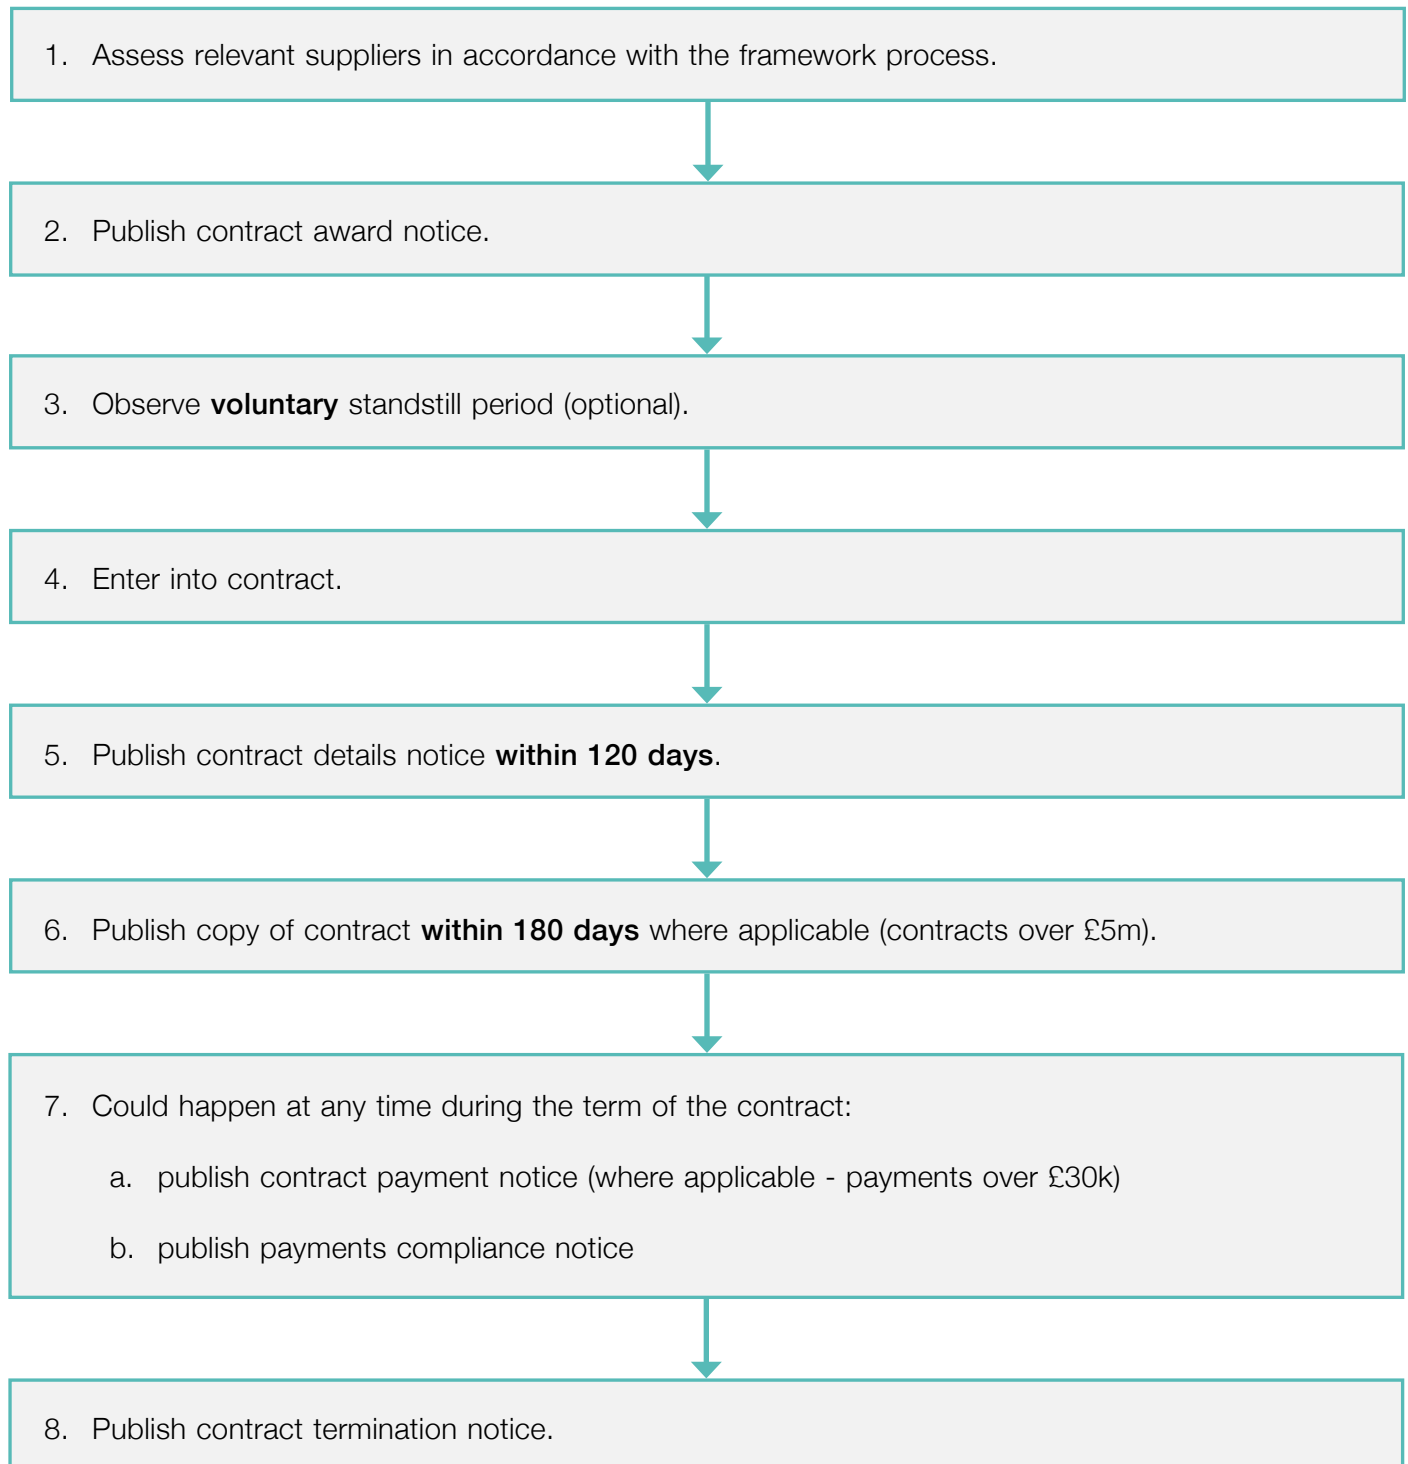 1. Assess relevant suppliers in accordance with the framework process.
2. Publish contract award notice.
3. Observe voluntary standstill period (optional).
4. Enter into contract.
5. Publish contract details notice within 120 days.
6. Publish copy of contract within 180 days where applicable (contracts over £5m).
7. Could happen at any time during the term of the contract:
a. publish contract payment notice (where applicable - payments over £30k)
b. publish payments compliance notice
8. Publish contract termination notice.